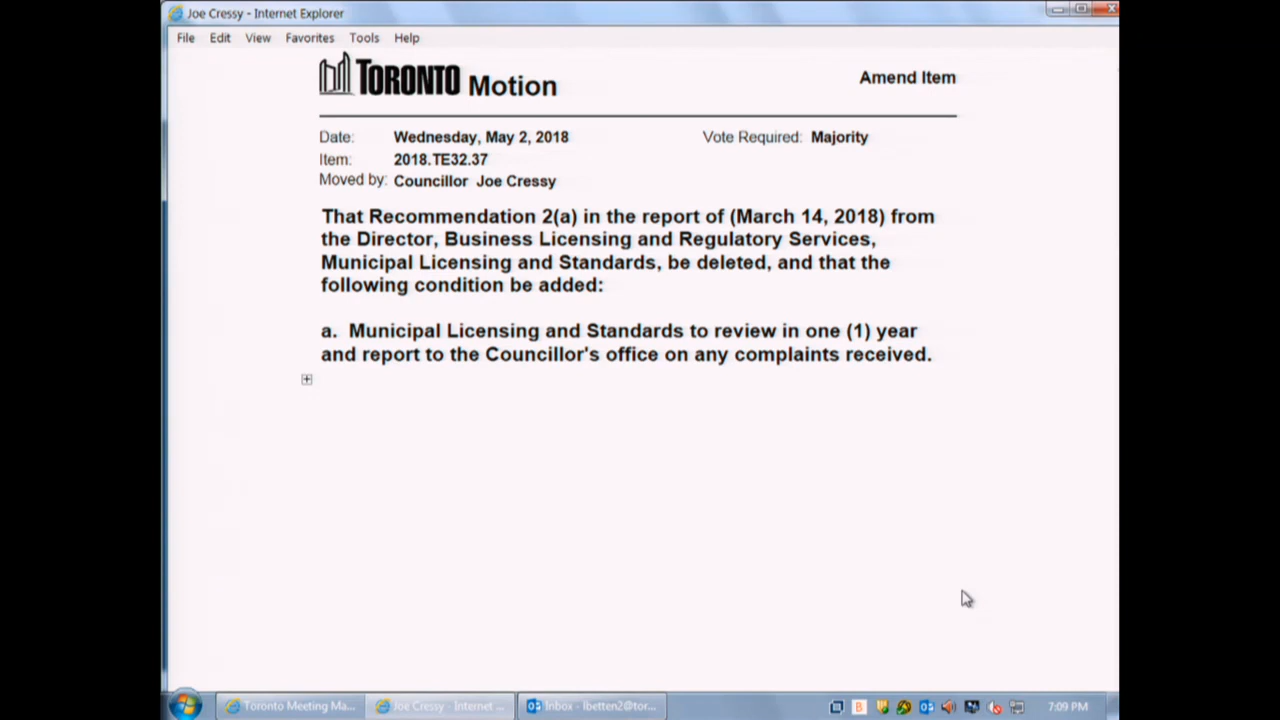 Joe Cressy - Internet Explorer
File Edit View Favorites Tools Help
TORONTO Motion
Amend Item
Date: Wednesday, May 2, 2018
Vote Required: Majority
Item: 2018.TE32.37
Moved by: Councillor Joe Cressy
That Recommendation 2(a) in the report of (March 14, 2018) from
the Director, Business Licensing and Regulatory Services,
Municipal Licensing and Standards, be deleted, and that the
following condition be added:
a. Municipal Licensing and Standards to review in one (1) year
and report to the Councillor's office on any complaints received.
Toronto Meeting Ma... Joe Cressy - Internet ... Inbox - lbetten2@tor... B 7:09 PM